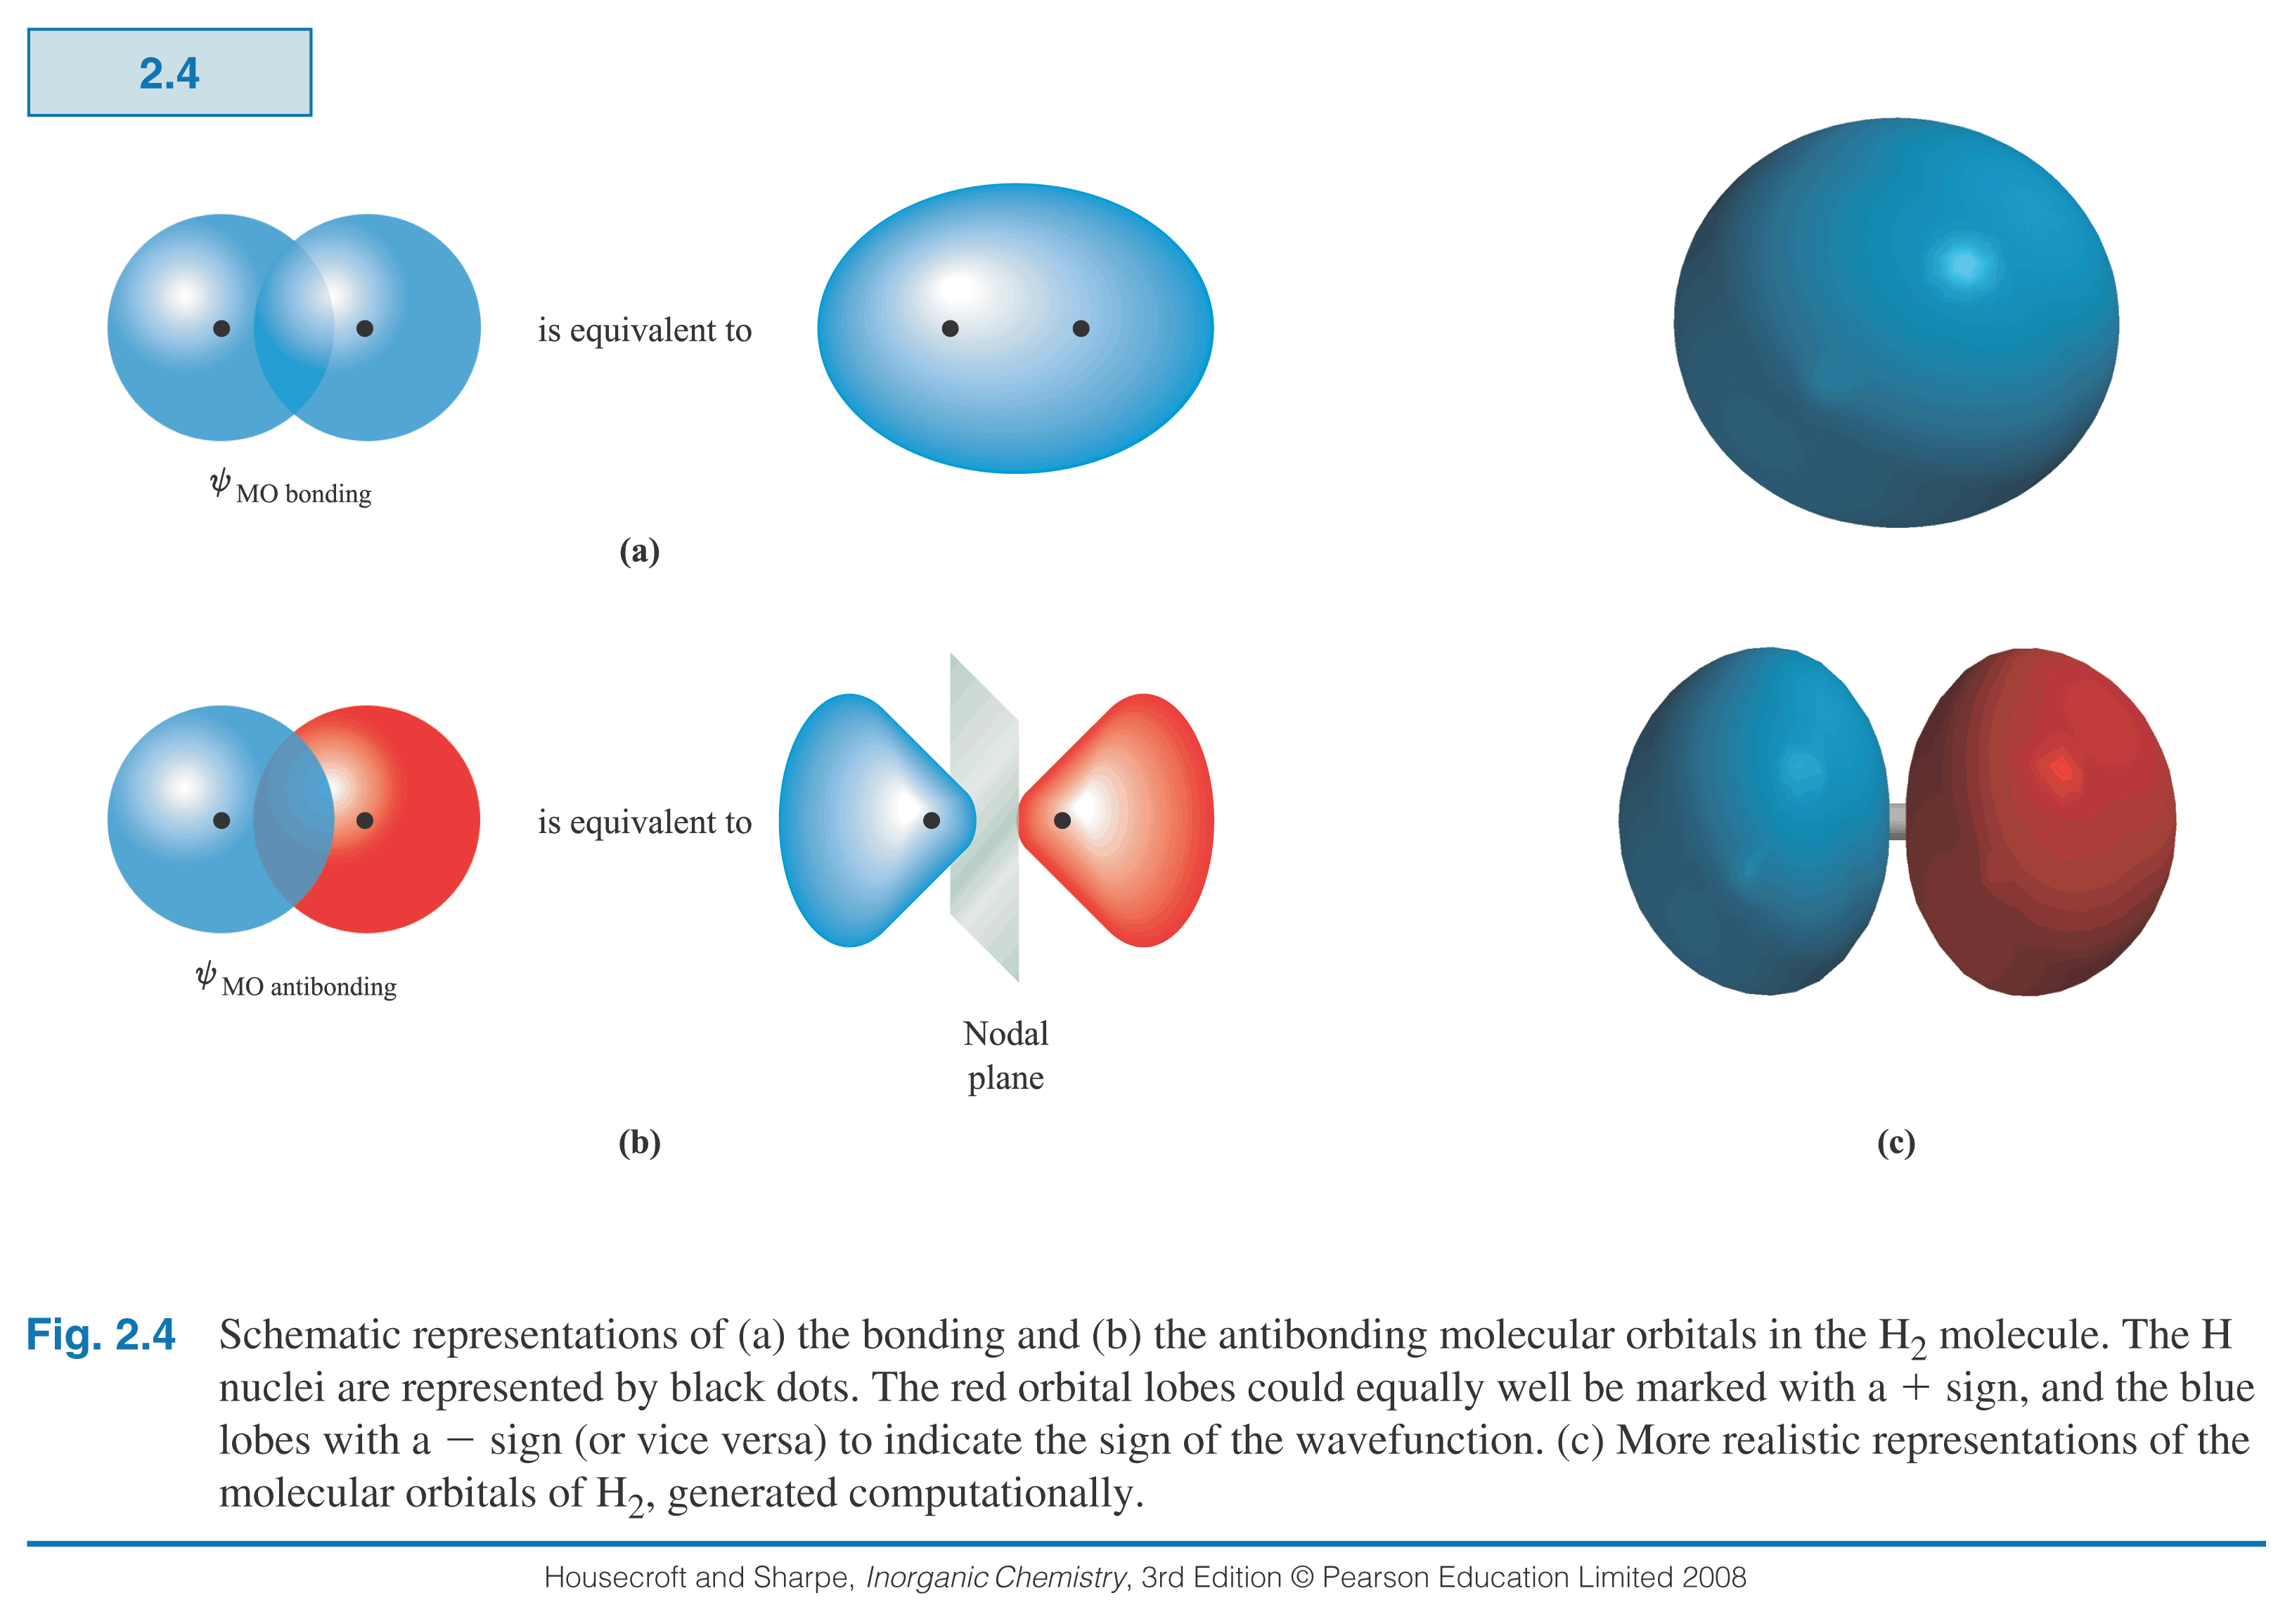 2.4
is equivalent to
ψ MO bonding
(a)
is equivalent to
ψ MO antibonding
Nodal
plane
(b)
(c)
Fig. 2.4 Schematic representations of (a) the bonding and (b) the antibonding molecular orbitals in the H₂ molecule. The H
nuclei are represented by black dots. The red orbital lobes could equally well be marked with a + sign, and the blue
lobes with a − sign (or vice versa) to indicate the sign of the wavefunction. (c) More realistic representations of the
molecular orbitals of H₂, generated computationally.
Housecroft and Sharpe, Inorganic Chemistry, 3rd Edition © Pearson Education Limited 2008